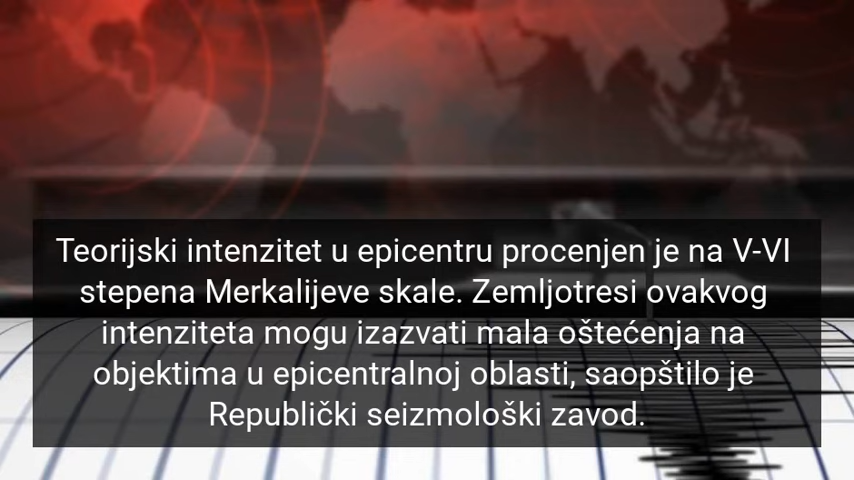 Teorijski intenzitet u epicentru procenjen je na V-VI
stepena Merkalijeve skale. Zemljotresi ovakvog
intenziteta mogu izazvati mala oštećenja na
objektima u epicentralnoj oblasti, saopštilo je
Republički seizmološki zavod.